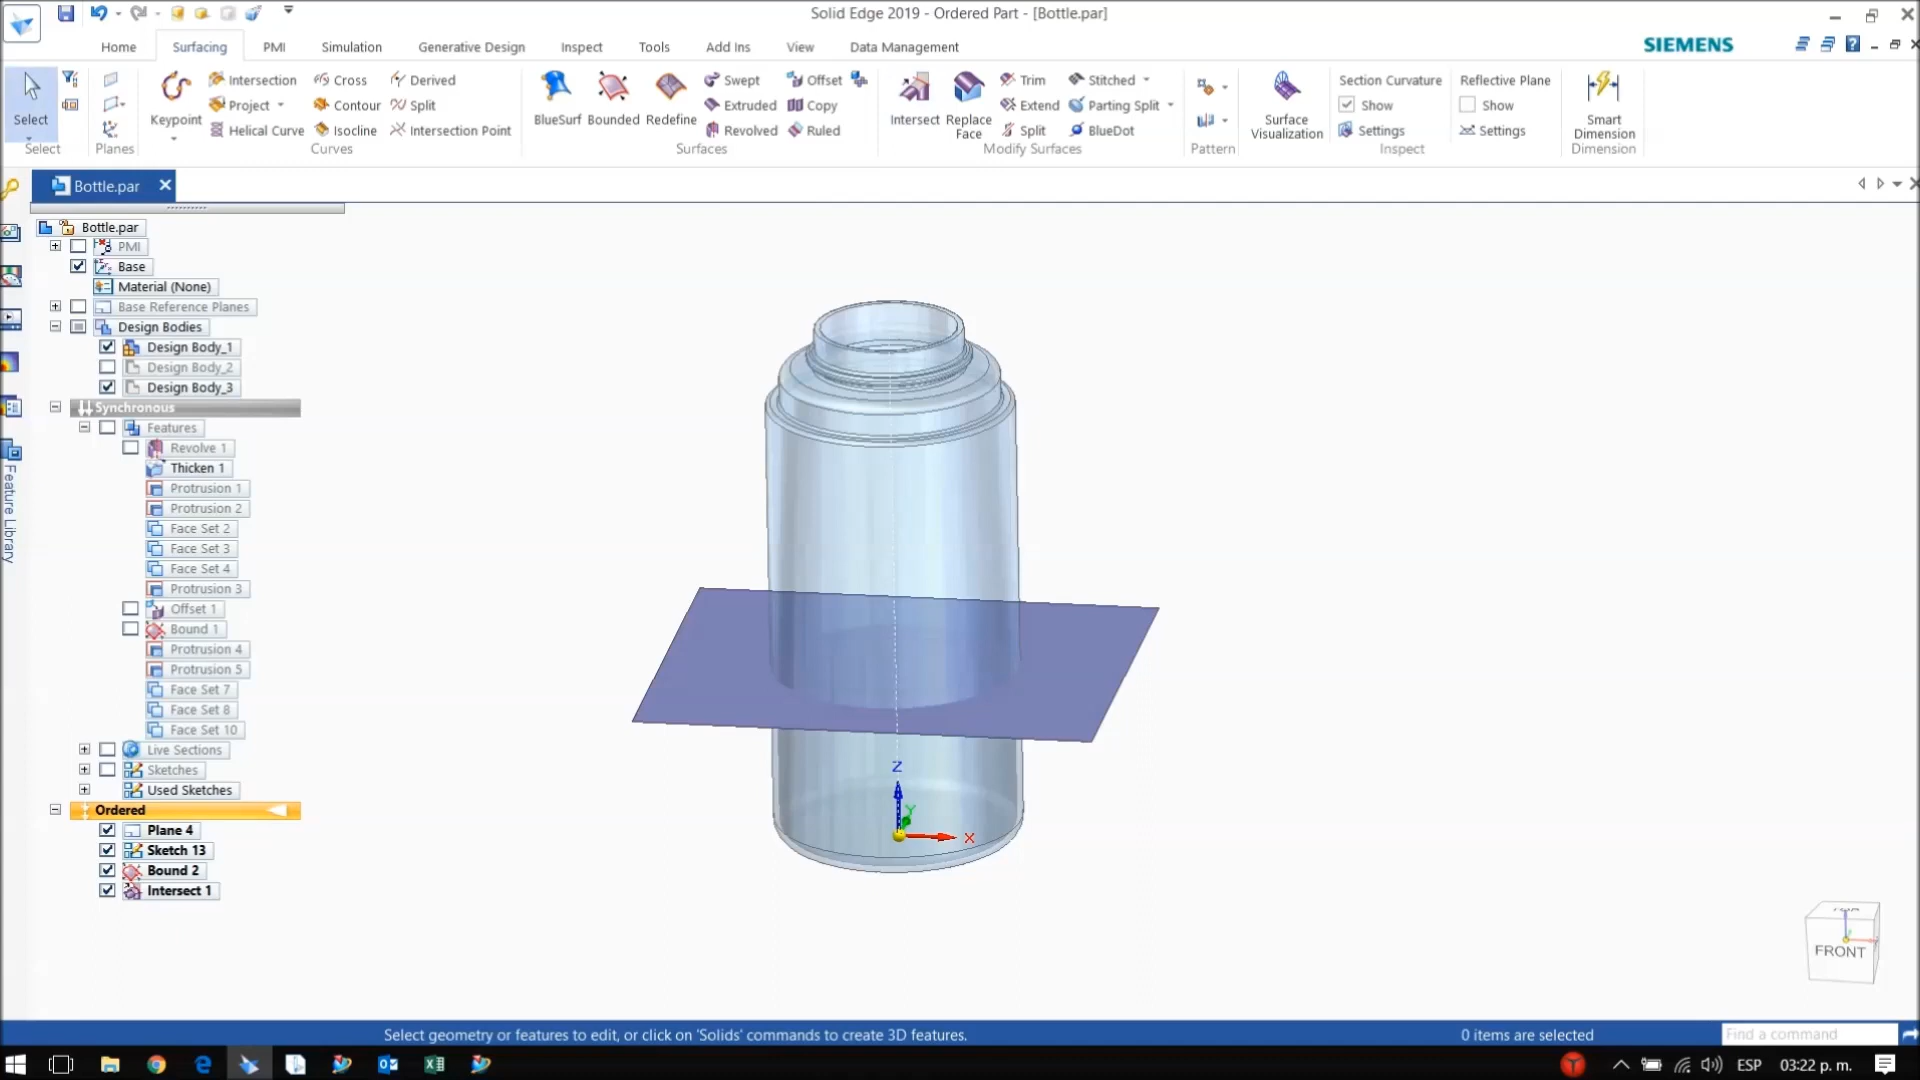 Solid Edge 2019 - Ordered Part - [Bottle.par]
Home Surfacing PMI Simulation Generative Design Inspect Tools Add Ins View Data Management SIEMENS
Select
Select
Planes
Keypoint
Intersection
Project
Helical Curve
Cross
Contour
Isocline
Derived
Split
Intersection Point
Curves
BlueSurf
Bounded
Redefine
Swept
Extruded
Revolved
Offset
Copy
Ruled
Surfaces
Intersect
Replace
Face
Trim
Extend
Split
Stitched
Parting Split
BlueDot
Modify Surfaces
Pattern
Surface
Visualization
Section Curvature
Show
Settings
Inspect
Reflective Plane
Show
Settings
Smart
Dimension
Dimension
Bottle.par
Feature Library
Bottle.par
PMI
Base
Material (None)
Base Reference Planes
Design Bodies
Design Body_1
Design Body_2
Design Body_3
Synchronous
Features
Revolve 1
Thicken 1
Protrusion 1
Protrusion 2
Face Set 2
Face Set 3
Face Set 4
Protrusion 3
Offset 1
Bound 1
Protrusion 4
Protrusion 5
Face Set 7
Face Set 8
Face Set 10
Live Sections
Sketches
Used Sketches
Ordered
Plane 4
Sketch 13
Bound 2
Intersect 1
Z
Y
X
TOP
FRONT
Select geometry or features to edit, or click on 'Solids' commands to create 3D features.
0 items are selected
Find a command
ESP 03:22 p. m.